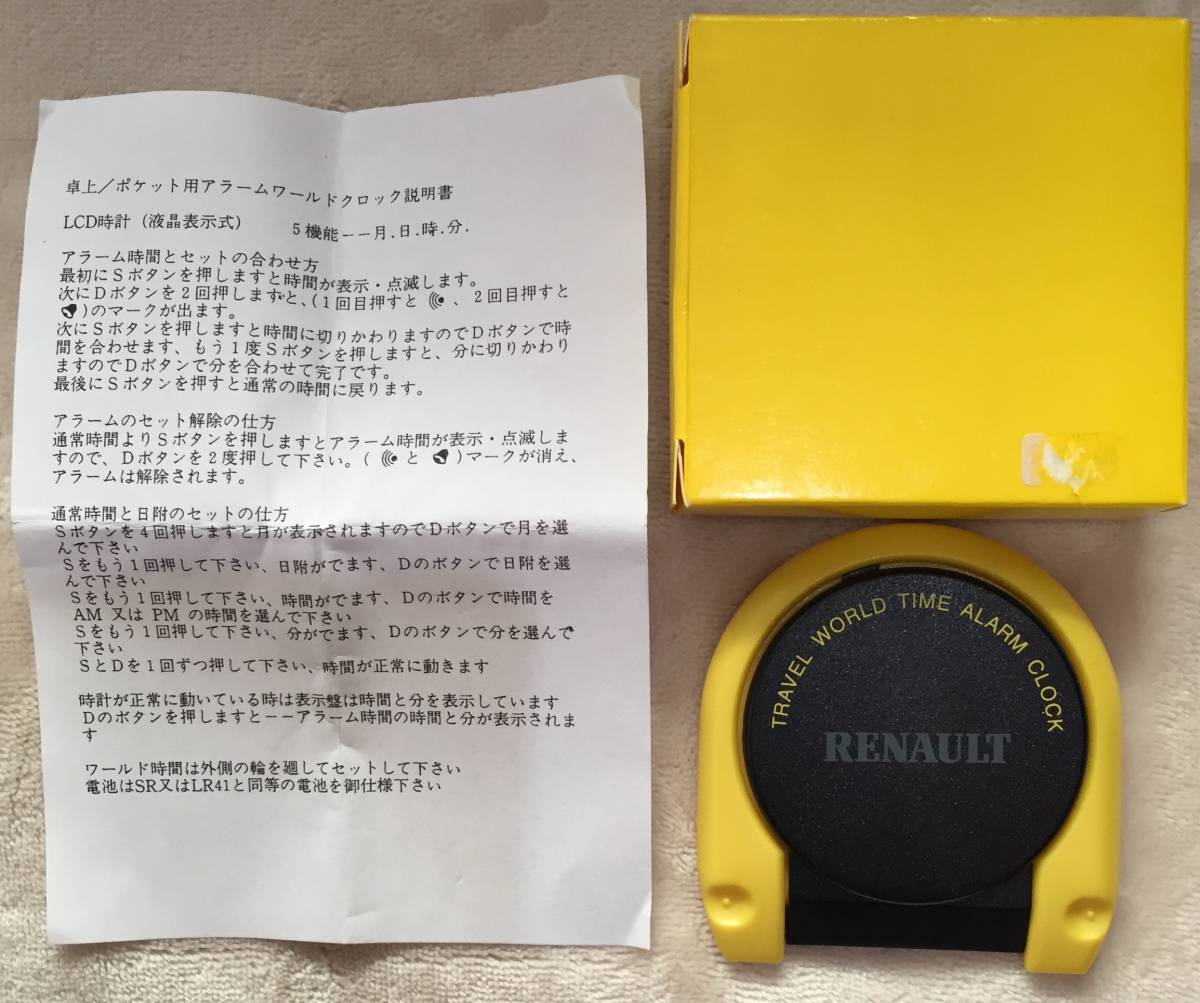 卓上／ポケット用アラームワールドクロック説明書
LCD時計（液晶表示式） 5機能ーー月.日.時.分.
アラーム時間とセットの合わせ方
最初にSボタンを押しますと時間が表示・点滅します。
次にDボタンを2回押しますと、(1回目押すと 、2回目押すと
)のマークが出ます。
次にSボタンを押しますと時間に切りかわりますのでDボタンで時
間を合わせます、もう1度Sボタンを押しますと、分に切りかわり
ますのでDボタンで分を合わせて完了です。
最後にSボタンを押すと通常の時間に戻ります。
アラームのセット解除の仕方
通常時間よりSボタンを押しますとアラーム時間が表示・点滅しま
すので、Dボタンを2度押して下さい。( と )マークが消え、
アラームは解除されます。
通常時間と日附のセットの仕方
Sボタンを4回押しますと月が表示されますのでDボタンで月を選
んで下さい
Sをもう1回押して下さい、日附がでます、Dのボタンで日附を選
んで下さい
Sをもう1回押して下さい、時間がでます、Dのボタンで時間を
AM 又は PM の時間を選んで下さい
Sをもう1回押して下さい、分がでます、Dのボタンで分を選んで
下さい
SとDを1回ずつ押して下さい、時間が正常に動きます
時計が正常に動いている時は表示盤は時間と分を表示しています
Dのボタンを押しますとーーアラーム時間の時間と分が表示されま
す
ワールド時間は外側の輪を廻してセットして下さい
電池はSR又はLR41と同等の電池を御仕様下さい
TRAVEL WORLD TIME ALARM CLOCK
RENAULT